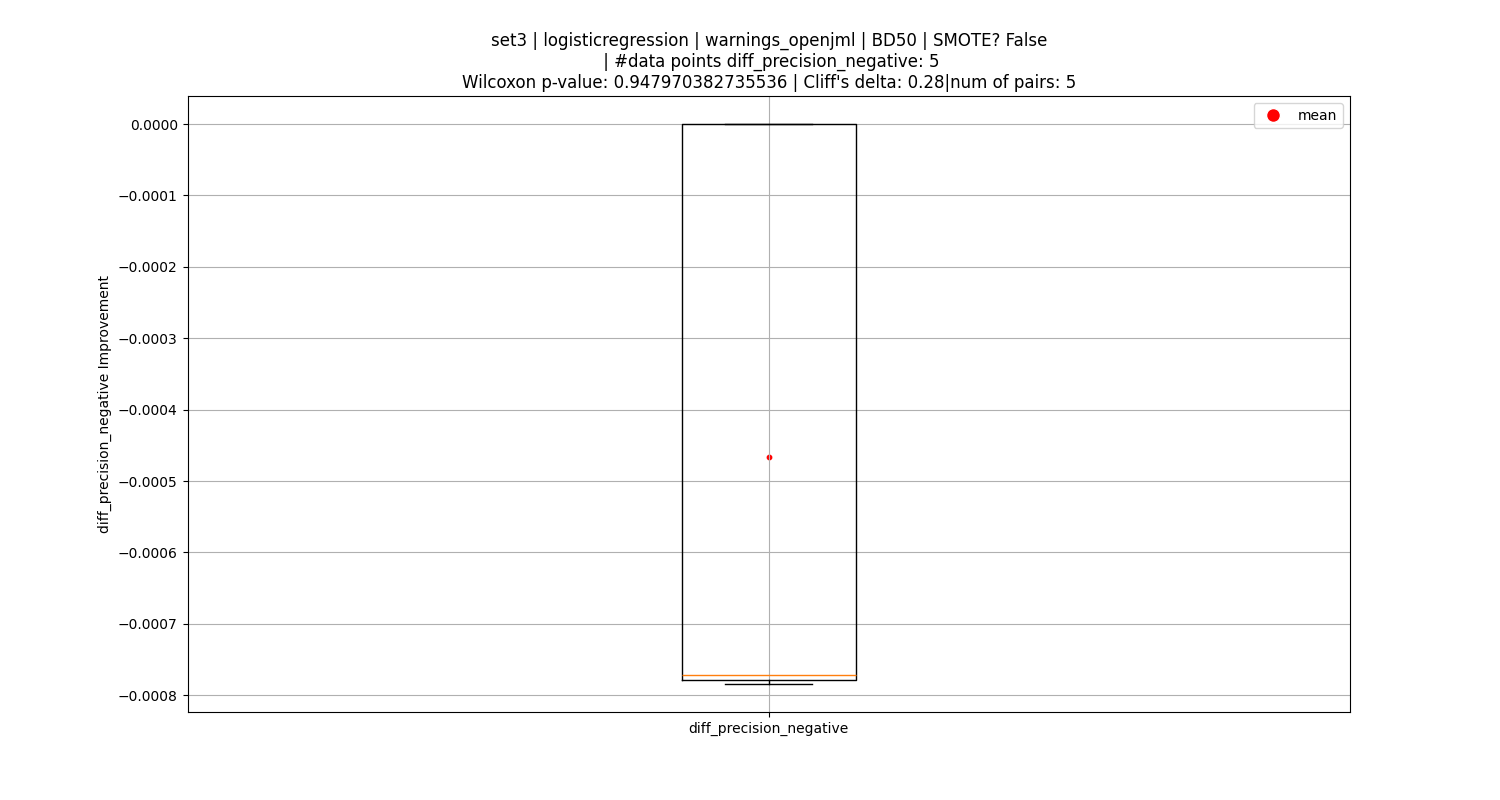 set3 | logisticregression | warnings_openjml | BD50 | SMOTE? False
| #data points diff_precision_negative: 5
Wilcoxon p-value: 0.947970382735536 | Cliff's delta: 0.28|num of pairs: 5
mean
0.0000
−0.0001
−0.0002
−0.0003
−0.0004
−0.0005
−0.0006
−0.0007
−0.0008
diff_precision_negative Improvement
diff_precision_negative